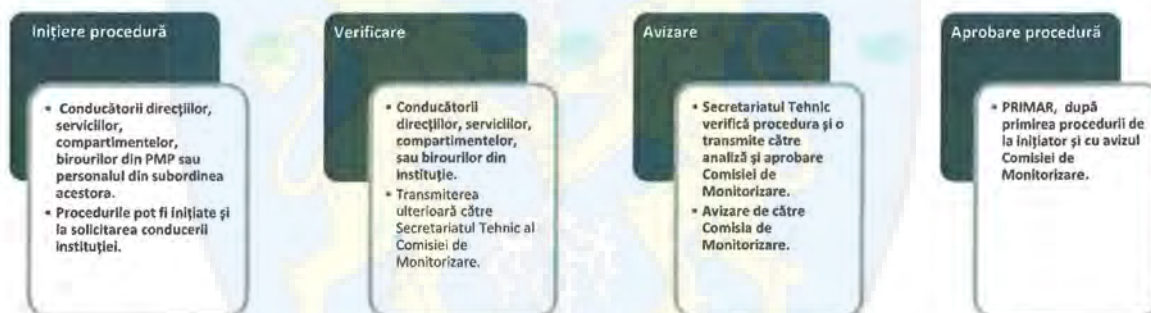 Inițiere procedură
• Conducătorii direcțiilor,
serviciilor,
compartimentelor,
birourilor din PMP sau
personalul din subordinea
acestora.
• Procedurile pot fi inițiate și
la solicitarea conducerii
instituției.
Verificare
• Conducătorii
direcțiilor, serviciilor,
compartimentelor,
sau birourilor din
instituție.
• Transmiterea
ulterioară către
Secretariatul Tehnic al
Comisiei de
Monitorizare.
Avizare
• Secretariatul Tehnic
verifică procedura și o
transmite către
analiză și aprobare
Comisiei de
Monitorizare.
• Avizare de către
Comisia de
Monitorizare.
Aprobare procedură
• PRIMAR, după
primirea procedurii de
la inițiator și cu avizul
Comisiei de
Monitorizare.